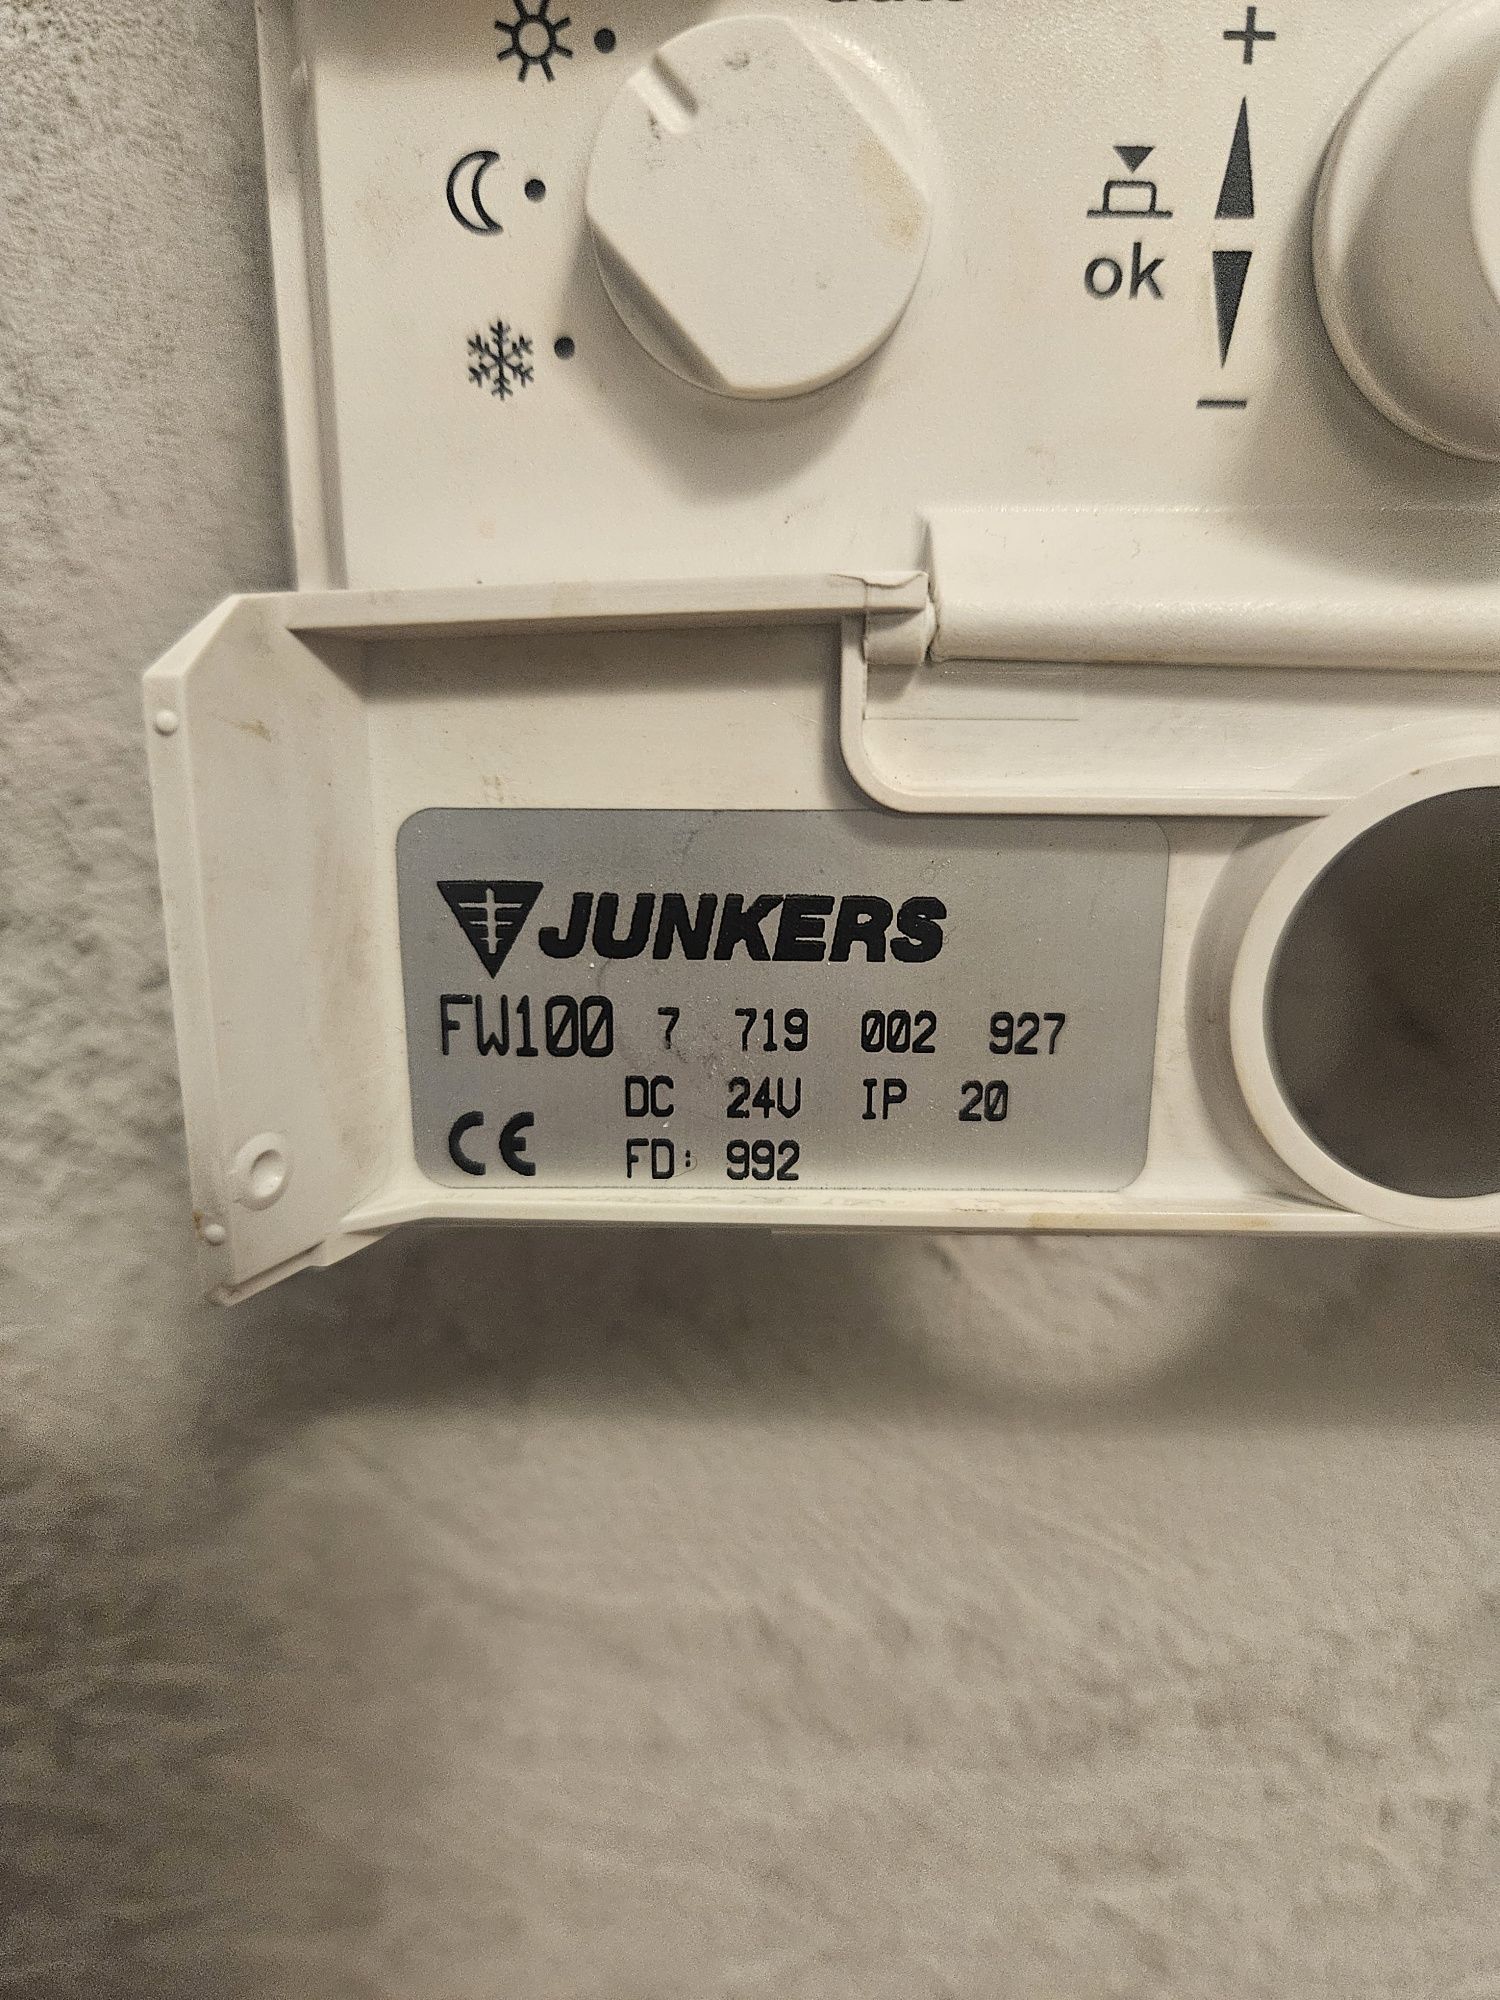 +
ok
−
JUNKERS
FW100 7 719 002 927
DC 24V IP 20
CE FD: 992